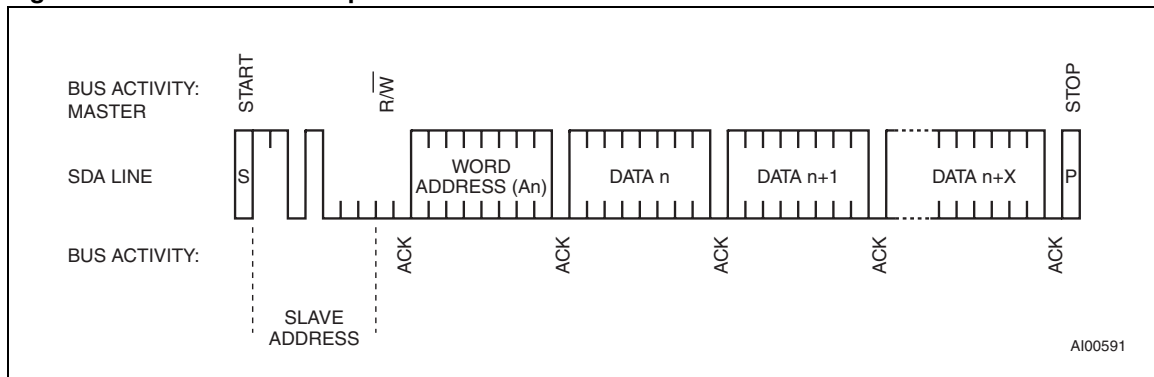 BUS ACTIVITY:
MASTER
START
R/W
STOP
SDA LINE
S
WORD
ADDRESS (An)
DATA n
DATA n+1
DATA n+X
P
BUS ACTIVITY:
ACK
ACK
ACK
ACK
ACK
SLAVE
ADDRESS
AI00591